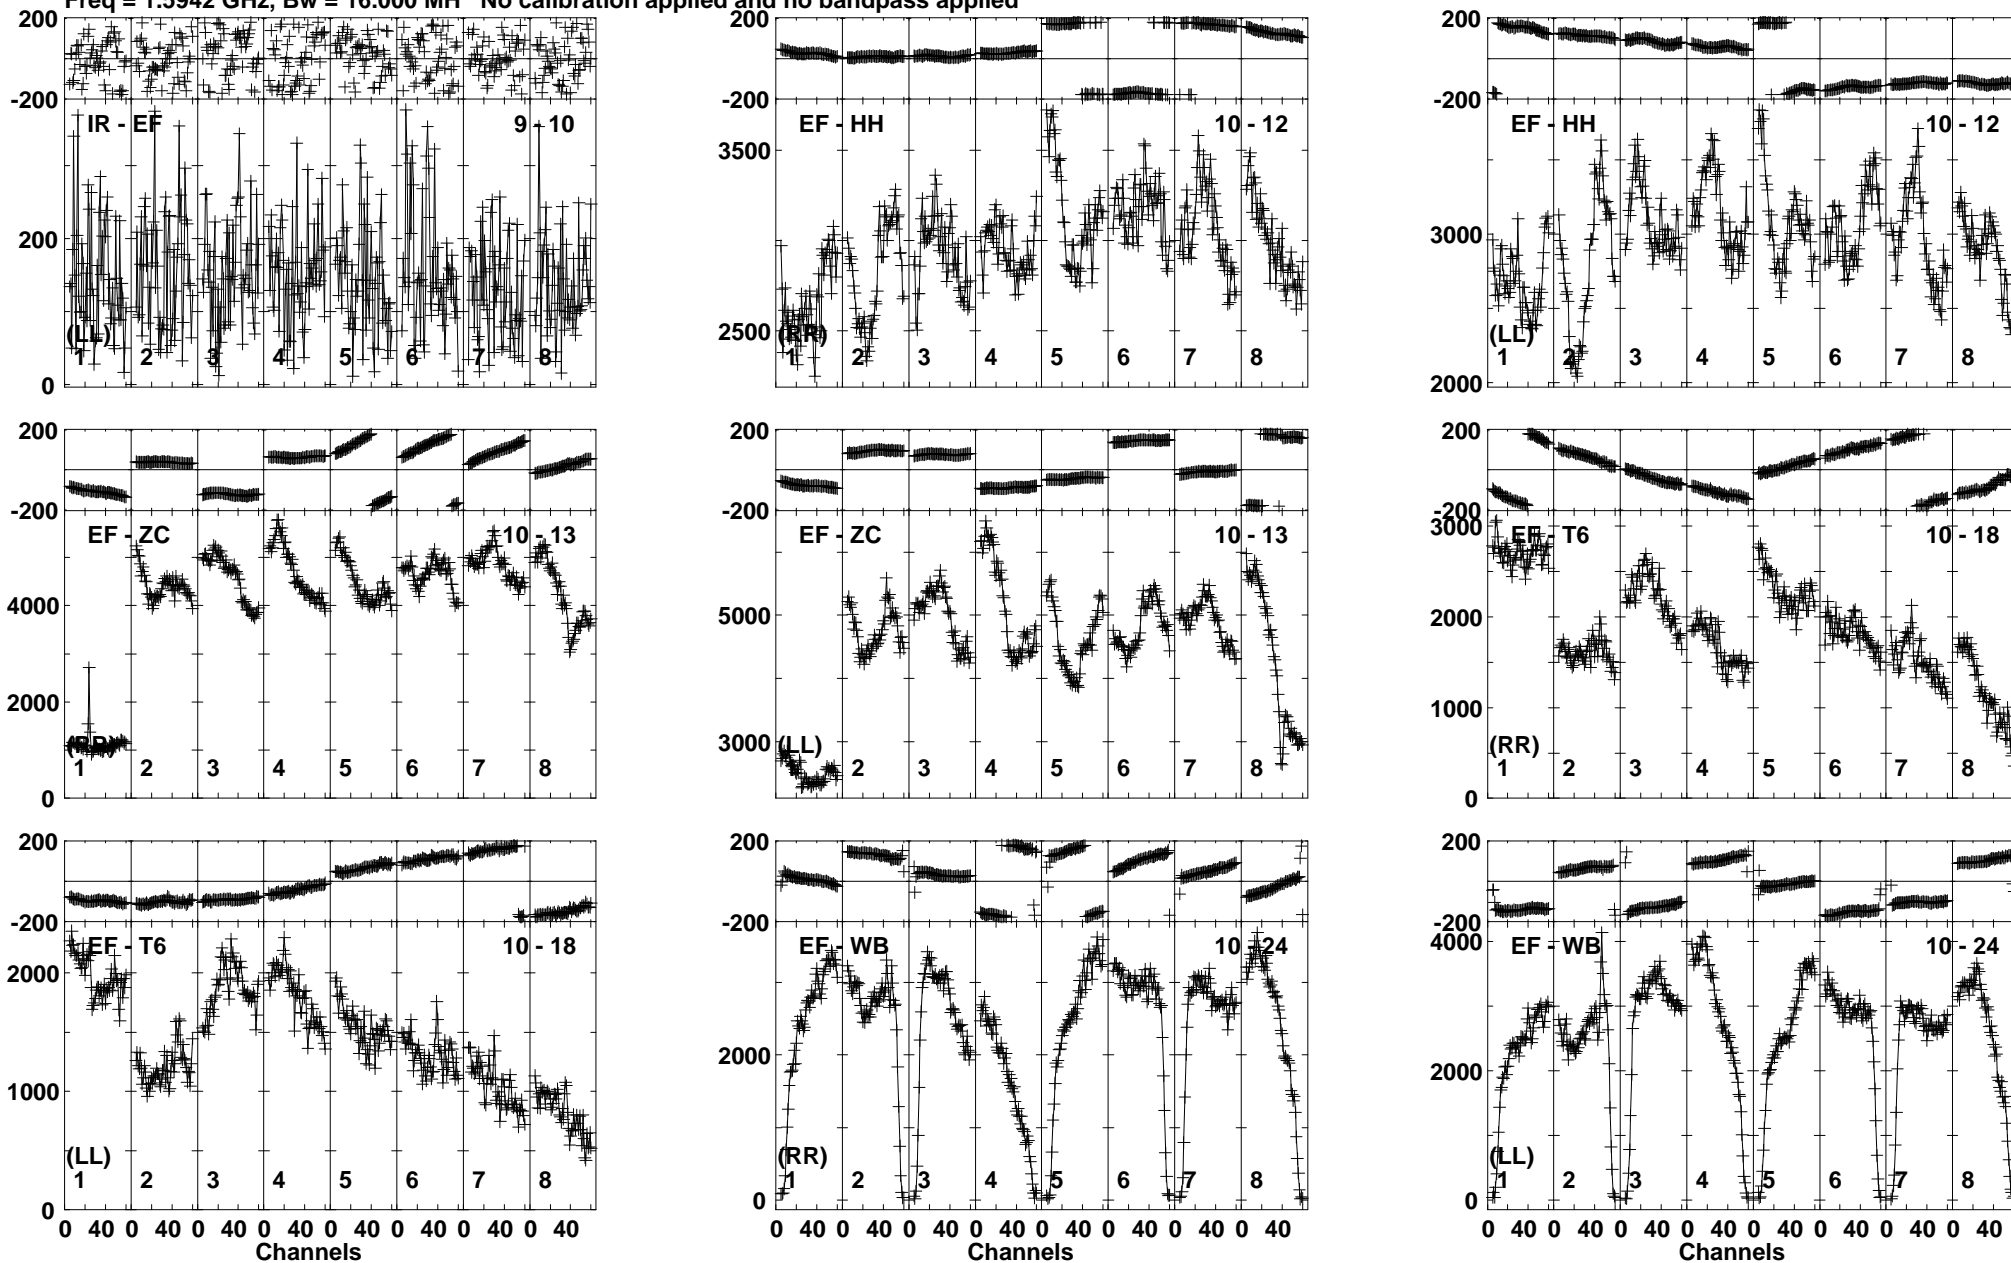 Freq = 1.5942 GHz, Bw = 16.000 MH No calibration applied and no bandpass applied
200 200 200
-200 -200 -200
IR - EF 9 - 10 EF - HH 10 - 12 EF - HH 10 - 12
3500
200 3000
2500
(LL) (RR) (LL)
1 2 3 4 5 6 7 8 1 2 3 4 5 6 7 8 1 2 3 4 5 6 7 8
0 2000
200 200 200
-200 -200 -200
EF - ZC 10 - 13 EF - ZC 10 - 13 EF - T6 10 - 18
3000
4000 5000 2000
2000 3000 1000
(RR) (LL) (RR)
1 2 3 4 5 6 7 8 1 2 3 4 5 6 7 8 1 2 3 4 5 6 7 8
0 0
200 200 200
-200 -200 -200
EF - T6 10 - 18 EF - WB 10 - 24 EF - WB 10 - 24
2000 4000
1000 2000 2000
(LL) (RR) (LL)
1 2 3 4 5 6 7 8 1 2 3 4 5 6 7 8 1 2 3 4 5 6 7 8
0 0 0
0 40 0 40 0 40 0 40 0 40 0 40 0 40 0 40 0 40 0 40 0 40 0 40 0 40 0 40 0 40 0 40 0 40 0 40 0 40 0 40 0 40 0 40 0 40 0 40
Channels Channels